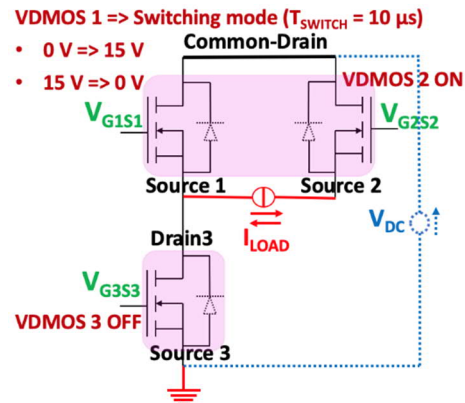 VDMOS 1 => Switching mode (TSWITCH = 10 μs)
• 0 V => 15 V
• 15 V => 0 V
Common-Drain
VDMOS 2 ON
VG1S1
VG2S2
Source 1
Source 2
VDC
ILOAD
Drain3
VG3S3
VDMOS 3 OFF
Source 3